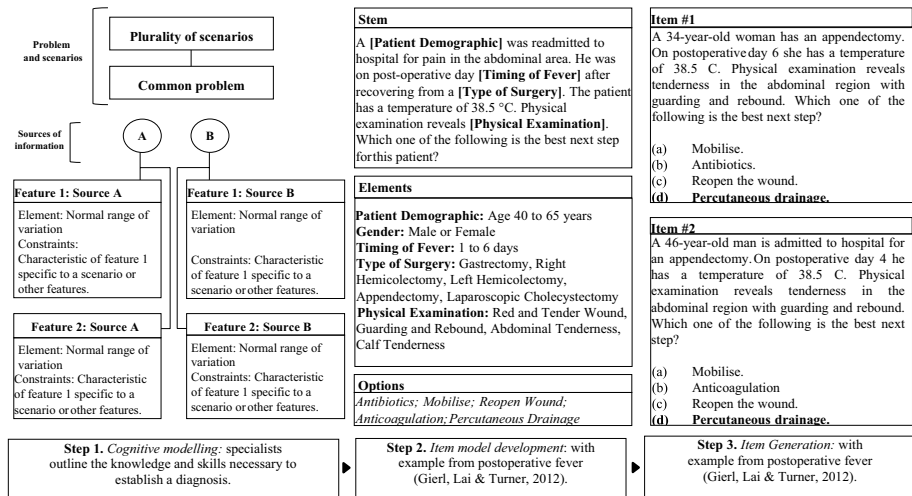 Problem
and scenarios
Plurality of scenarios
Common problem
Sources of
information
A
B
Feature 1: Source A
Element: Normal range of
variation
Constraints:
Characteristic of feature 1
specific to a scenario or
other features.
Feature 1: Source B
Element: Normal range of
variation
Constraints: Characteristic
of feature 1 specific to a
scenario or other features.
Feature 2: Source A
Element: Normal range of
variation
Constraints: Characteristic
of feature 1 specific to a
scenario or other features.
Feature 2: Source B
Element: Normal range of
variation
Constraints: Characteristic
of feature 1 specific to a
scenario or other features.
Stem
A [Patient Demographic] was readmitted to
hospital for pain in the abdominal area. He was
on post-operative day [Timing of Fever] after
recovering from a [Type of Surgery]. The patient
has a temperature of 38.5 °C. Physical
examination reveals [Physical Examination].
Which one of the following is the best next step
for this patient?
Elements
Patient Demographic: Age 40 to 65 years
Gender: Male or Female
Timing of Fever: 1 to 6 days
Type of Surgery: Gastrectomy, Right
Hemicolectomy, Left Hemicolectomy,
Appendectomy, Laparoscopic Cholecystectomy
Physical Examination: Red and Tender Wound,
Guarding and Rebound, Abdominal Tenderness,
Calf Tenderness
Options
Antibiotics; Mobilise; Reopen Wound;
Anticoagulation; Percutaneous Drainage
Item #1
A 34-year-old woman has an appendectomy.
On postoperative day 6 she has a temperature
of 38.5 C. Physical examination reveals
tenderness in the abdominal region with
guarding and rebound. Which one of the
following is the best next step?
(a) Mobilise.
(b) Antibiotics.
(c) Reopen the wound.
(d) Percutaneous drainage.
Item #2
A 46-year-old man is admitted to hospital for
an appendectomy. On postoperative day 4 he
has a temperature of 38.5 C. Physical
examination reveals tenderness in the
abdominal region with guarding and rebound.
Which one of the following is the best next
step?
(a) Mobilise.
(b) Anticoagulation
(c) Reopen the wound.
(d) Percutaneous drainage.
Step 1. Cognitive modelling: specialists
outline the knowledge and skills necessary to
establish a diagnosis.
Step 2. Item model development: with
example from postoperative fever
(Gierl, Lai & Turner, 2012).
Step 3. Item Generation: with
example from postoperative fever
(Gierl, Lai & Turner, 2012).